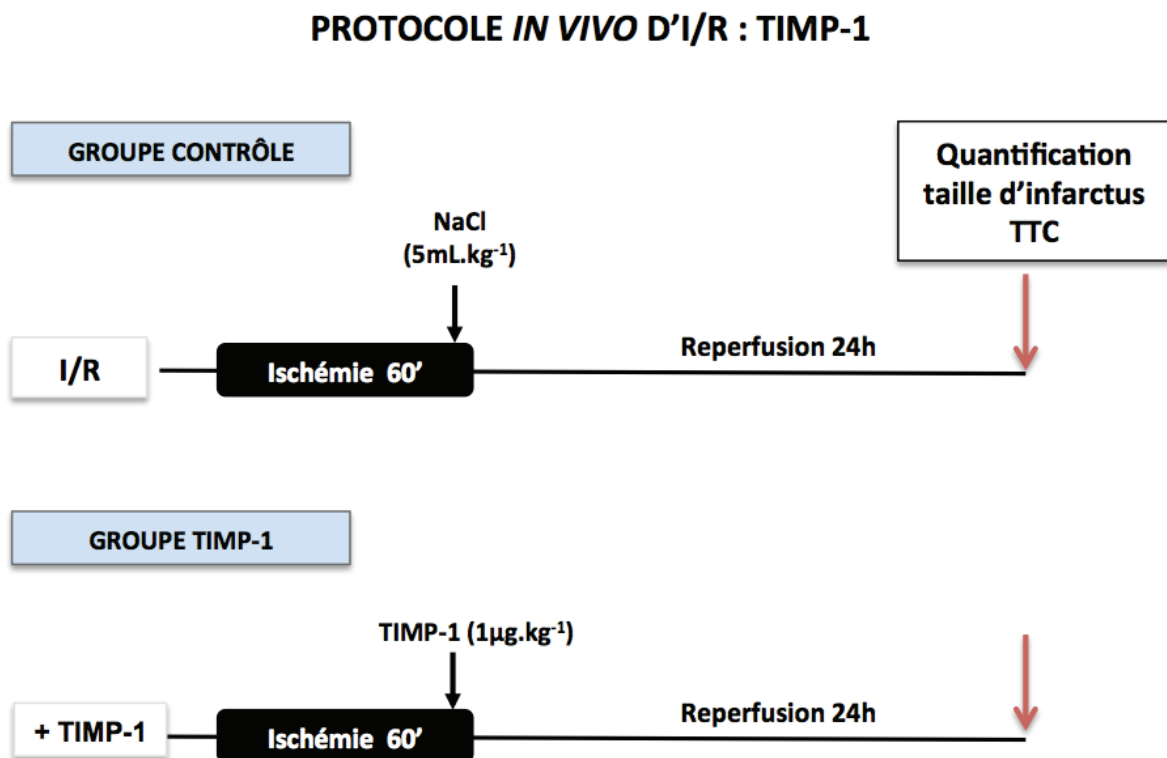 PROTOCOLE IN VIVO D’I/R : TIMP-1
GROUPE CONTRÔLE
Quantification
taille d’infarctus
TTC
NaCl
(5mL.kg⁻¹)
I/R
Ischémie 60’
Reperfusion 24h
GROUPE TIMP-1
TIMP-1 (1µg.kg⁻¹)
+ TIMP-1
Ischémie 60’
Reperfusion 24h